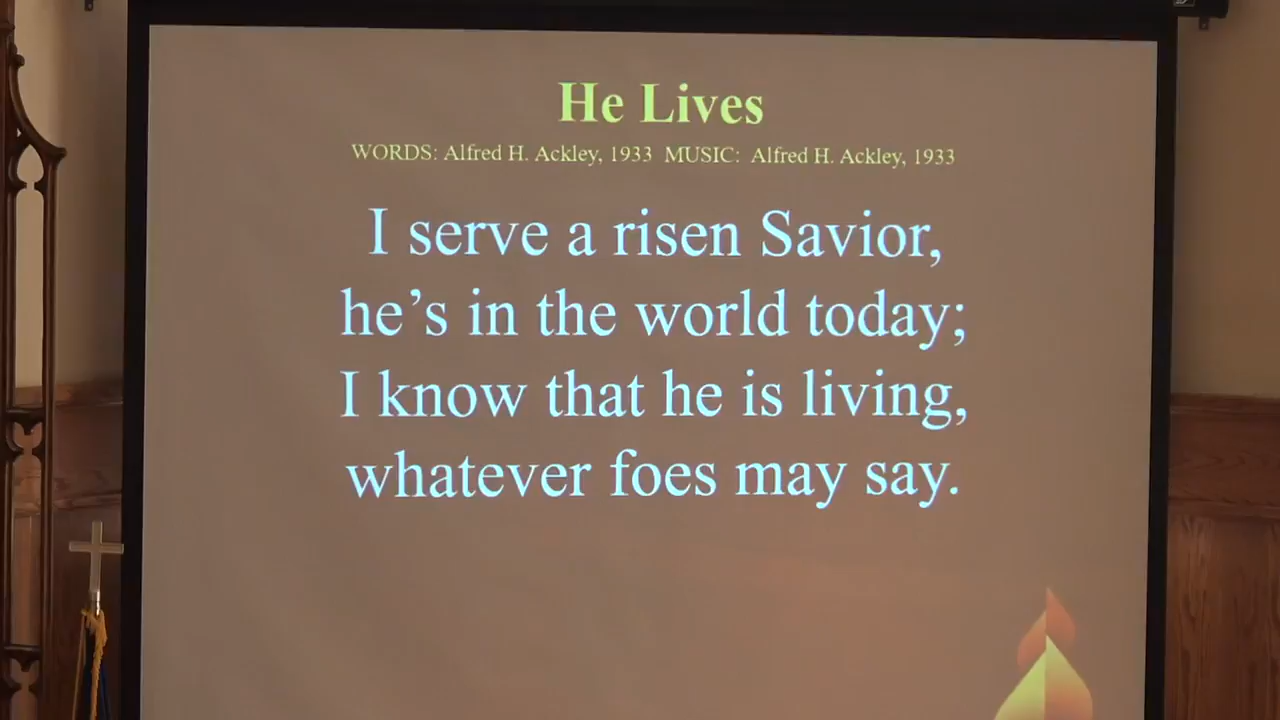 He Lives
WORDS: Alfred H. Ackley, 1933 MUSIC: Alfred H. Ackley, 1933
I serve a risen Savior,
he’s in the world today;
I know that he is living,
whatever foes may say.